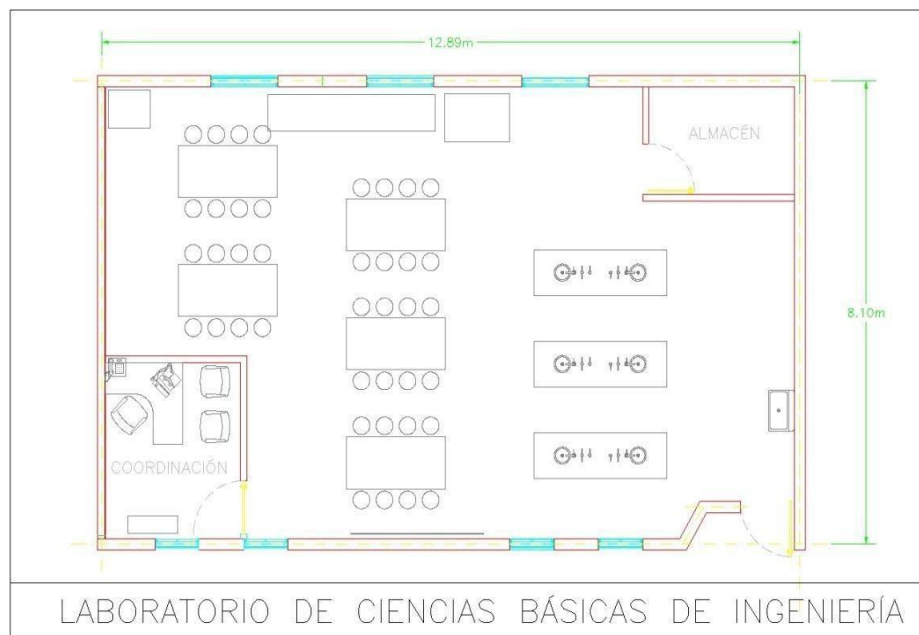 12.89m
ALMACÉN
8.10m
COORDINACIÓN
LABORATORIO DE CIENCIAS BÁSICAS DE INGENIERÍA